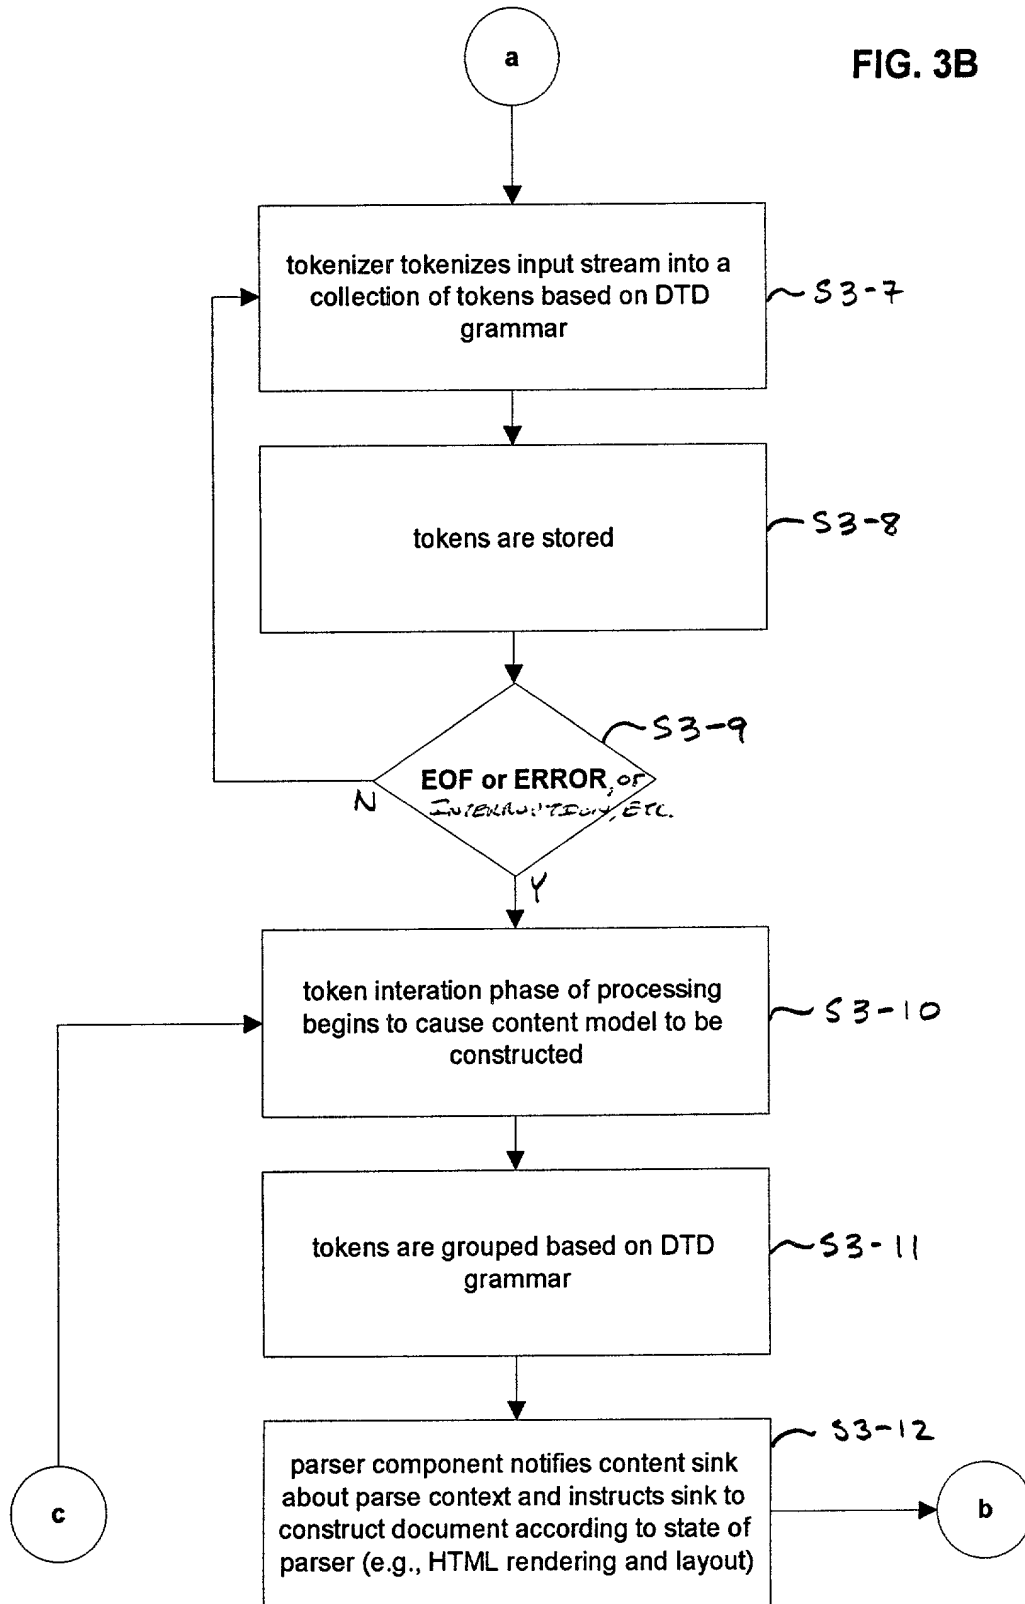 a
FIG. 3B
tokenizer tokenizes input stream into a
collection of tokens based on DTD
grammar
S3-7
tokens are stored
S3-8
S3-9
EOF or ERROR, or
INTERRUPTION, ETC.
N
Y
token interation phase of processing
begins to cause content model to be
constructed
S3-10
tokens are grouped based on DTD
grammar
S3-11
S3-12
parser component notifies content sink
about parse context and instructs sink to
construct document according to state of
parser (e.g., HTML rendering and layout)
c
b